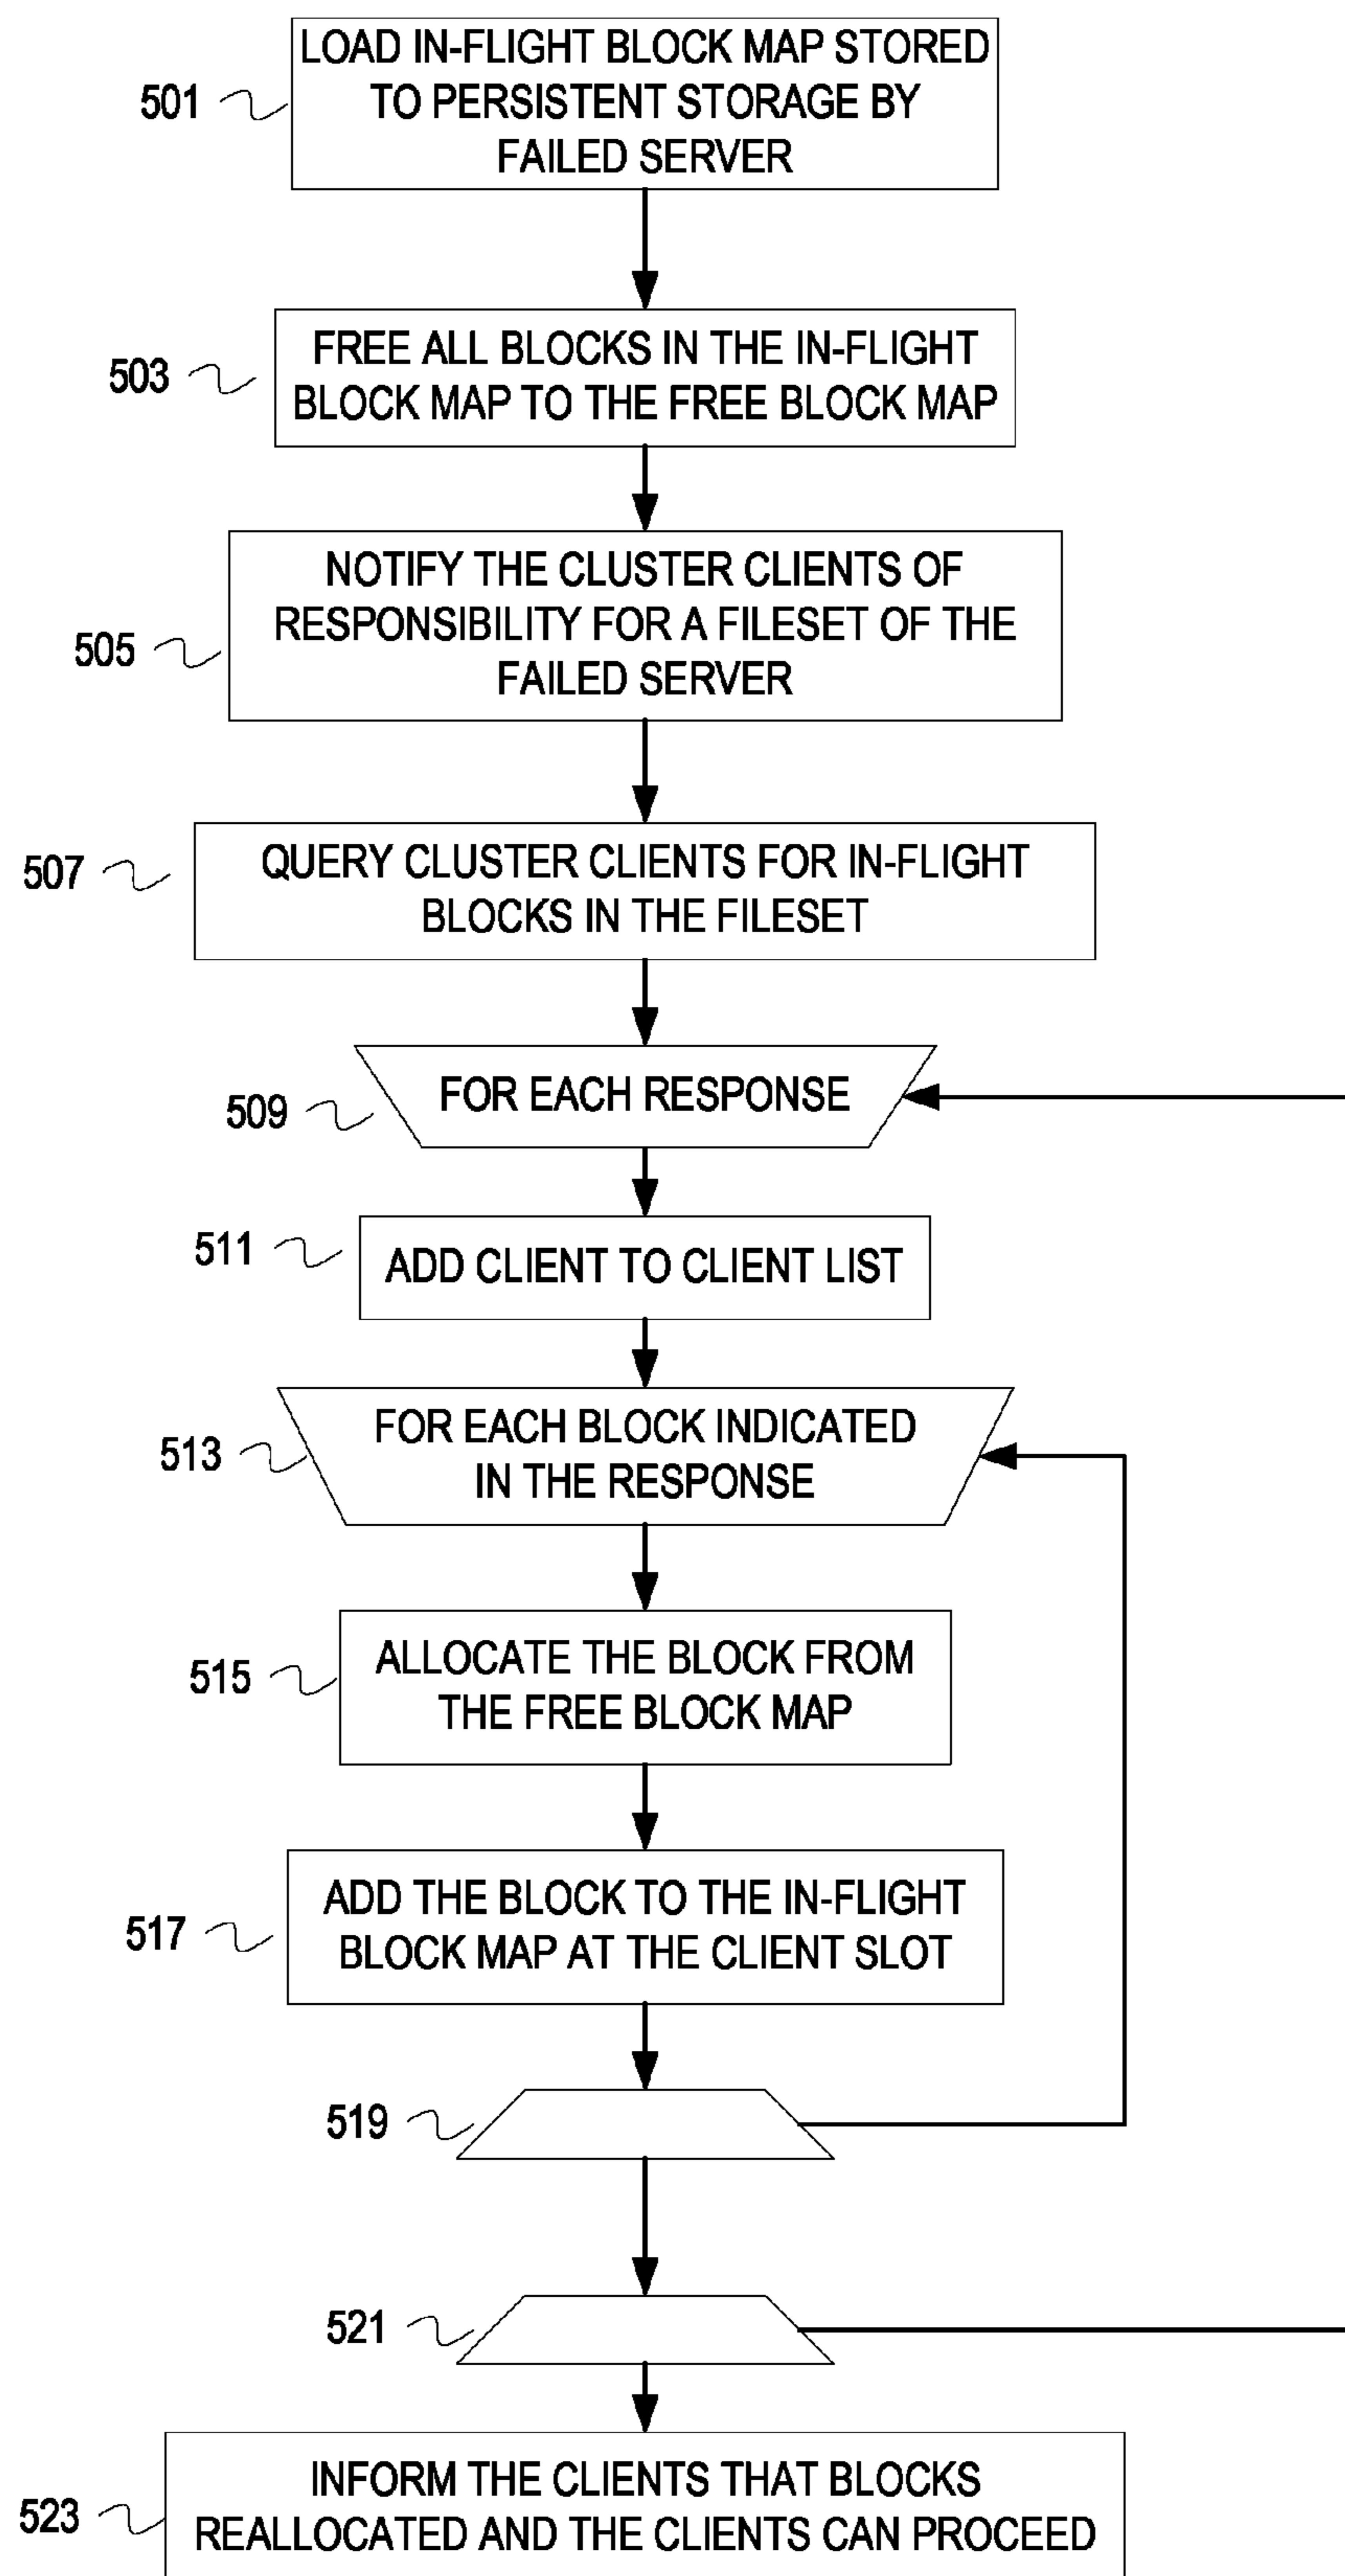 501
LOAD IN-FLIGHT BLOCK MAP STORED
TO PERSISTENT STORAGE BY
FAILED SERVER
503
FREE ALL BLOCKS IN THE IN-FLIGHT
BLOCK MAP TO THE FREE BLOCK MAP
505
NOTIFY THE CLUSTER CLIENTS OF
RESPONSIBILITY FOR A FILESET OF THE
FAILED SERVER
507
QUERY CLUSTER CLIENTS FOR IN-FLIGHT
BLOCKS IN THE FILESET
509
FOR EACH RESPONSE
511
ADD CLIENT TO CLIENT LIST
513
FOR EACH BLOCK INDICATED
IN THE RESPONSE
515
ALLOCATE THE BLOCK FROM
THE FREE BLOCK MAP
517
ADD THE BLOCK TO THE IN-FLIGHT
BLOCK MAP AT THE CLIENT SLOT
519
521
523
INFORM THE CLIENTS THAT BLOCKS
REALLOCATED AND THE CLIENTS CAN PROCEED